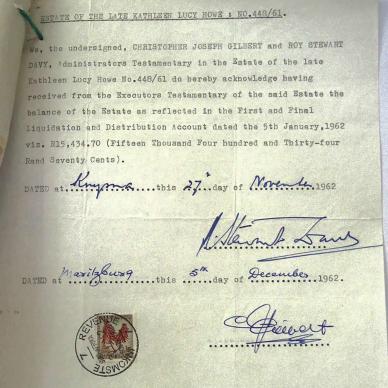 ESTATE OF THE LATE KATHLEEN LUCY HOWE : NO.448/61.
We, the undersigned, CHRISTOPHER JOSEPH GILBERT and ROY STEWART
DAVY, Administrators Testamentary in the Estate of the late
Kathleen Lucy Howe No.448/61 do hereby acknowledge having
received from the Executors Testamentary of the said Estate the
balance of the Estate as reflected in the First and Final
Liquidation and Distribution Account dated the 5th January,1962
viz. R15,434.70 (Fifteen Thousand Four hundred and Thirty-four
Rand Seventy Cents).
DATED at Knysna this 27th day of November 1962
R. Stewart Davy
DATED at Maritzburg this 5th day of December 1962.
CJGilbert
REVENUE
INKOMSTE